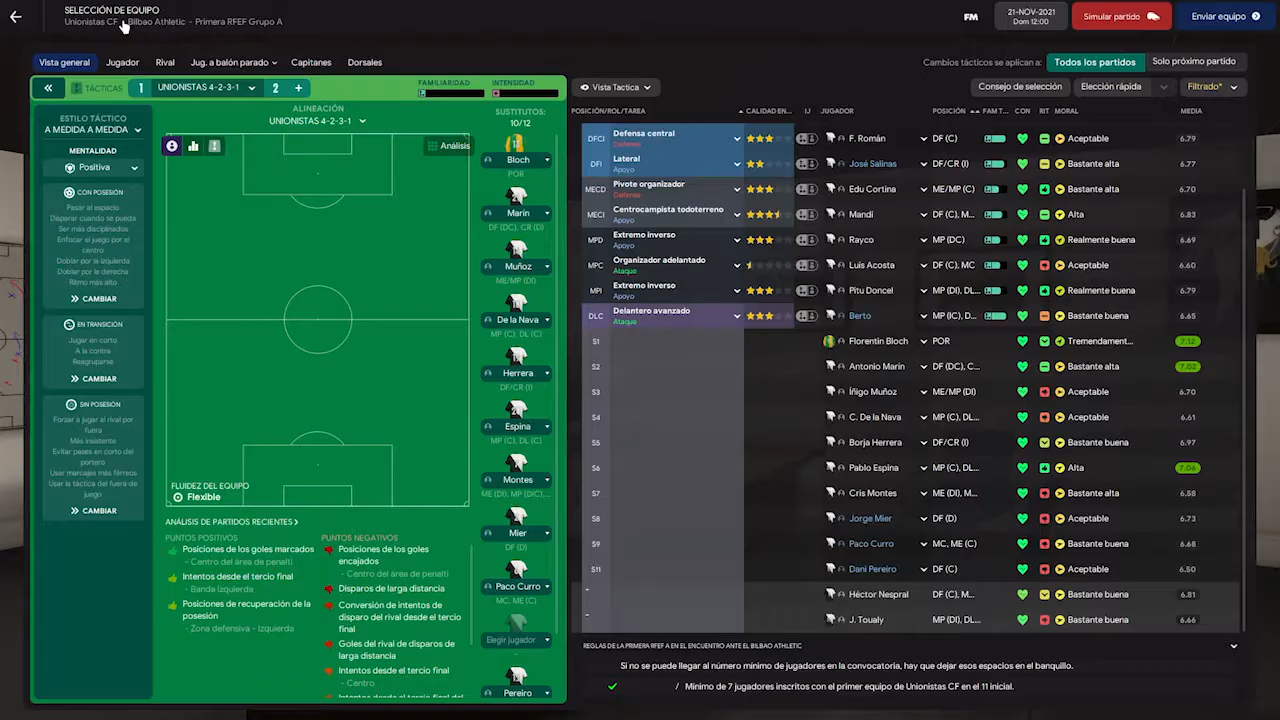 SELECCIÓN DE EQUIPO
Unionistas CF - Bilbao Athletic - Primera RFEF Grupo A
FM
21-NOV-2021
Dom 12:00
Simular partido
Enviar equipo
Vista general
Jugador
Rival
Jug. a balón parado
Capitanes
Dorsales
Cambios tácticos se aplican a:
Todos los partidos
Solo próximo partido
TÁCTICAS
1
UNIONISTAS 4-2-3-1
2
+
FAMILIARIDAD
INTENSIDAD
ESTILO TÁCTICO
A MEDIDA A MEDIDA
MENTALIDAD
Positiva
CON POSESIÓN
Pasar al espacio
Disparar cuando se pueda
Ser más disciplinados
Enfocar el juego por el
centro
Doblar por la izquierda
Doblar por la derecha
Ritmo más alto
CAMBIAR
EN TRANSICIÓN
Jugar en corto
A la contra
Reagruparse
CAMBIAR
SIN POSESIÓN
Forzar a jugar al rival por
fuera
Más insistente
Evitar pases en corto del
portero
Usar marcajes más férreos
Usar la táctica del fuera de
juego
CAMBIAR
ALINEACIÓN
UNIONISTAS 4-2-3-1
Análisis
FLUIDEZ DEL EQUIPO
Flexible
ANÁLISIS DE PARTIDOS RECIENTES
PUNTOS POSITIVOS
Posiciones de los goles marcados
- Centro del área de penalti
Intentos desde el tercio final
- Banda Izquierda
Posiciones de recuperación de la
posesión
- Zona defensiva - Izquierda
PUNTOS NEGATIVOS
Posiciones de los goles
encajados
- Centro del área de penalti
Disparos de larga distancia
Conversión de intentos de
disparo del rival desde el tercio
final
Goles del rival de disparos de
larga distancia
Intentos desde el tercio final
- Centro
SUSTITUTOS:
10/12
Bloch
POR
Marín
DF (DC), CR (D)
Muñoz
ME/MP (DI)
De la Nava
MP (C), DL (C)
Herrera
DF/CR (I)
Espina
MP (C), DL (C)
Montes
ME (DI), MP (DIC),...
Mier
DF (D)
Paco Curro
MC, ME (C)
Elegir jugador
-
Pereiro
Vista Táctica
Consejo de selección
Elección rápida
Filtrado*
POSICIÓN/ROL/TAREA
CALIDAD EN...
IJ
JUGADOR
POSICIÓN
FAM T...
CON
RIT
MORAL
MEDIA
DFCI Defensa central F. Román DF (C) Aceptable
Defensa
DFI Lateral José Salinas DF/CR (I) Bastante alta
Apoyo
MECD Pivote organizador Edu Cortina ME/MP (C) Bastante alta 6.70
Defensa
MECI Centrocampista todoterreno Mandi DF (C), M... Alta 6.83
Apoyo
MPD Extremo inverso Rayco MP (DC) Realmente buena 6.69
Apoyo
MPC Organizador adelantado Luis Acosta DF (C), MC Aceptable 6.60
Ataque
MPI Extremo inverso Pitu Doncel MP (DI), DL... Realmente buena 6.79
Apoyo
DLC Delantero avanzado Berto MP (C), D... Bastante buena 6.65
Ataque
S1 Florentin Bloch POR Tremendament... 7.12
S2 Antonio Marin DF (DC), C... Bastante alta 7.02
S3 Íñigo Muñoz ME/MP (DI) Aceptable 6.70
S4 C. De la Nava MP (C), DL... Aceptable 6.61
S5 Borja Herrera DF/CR (I) Bastante buena 6.97
S6 Pablo Espina MP (C), DL... Alta 7.06
S7 Cris Montes ME (DI), M... Bastante alta 6.58
S8 Jorge Mier DF (D) Bastante alta 6.73
S9 Paco Curro MC, ME (C) Bastante buena 6.68
S11 Dani Pereiro DF (C) Aceptable 6.50
- Héctor Nespral DF (C) Bastante buena 6.81
- J. Toualy MP (DI), DL... Bastante buena 6.66
REGLAS DE LA PRIMERA RFEF A EN EL ENCUENTRO ANTE EL BILBAO ATHLETIC
Si no se puede llegar al número mínimo de jugadores en la convocatoria, hay que dejar esos espacios en el banquillo.
/ Mínimo de 7 jugadores
en el 11 inicial.